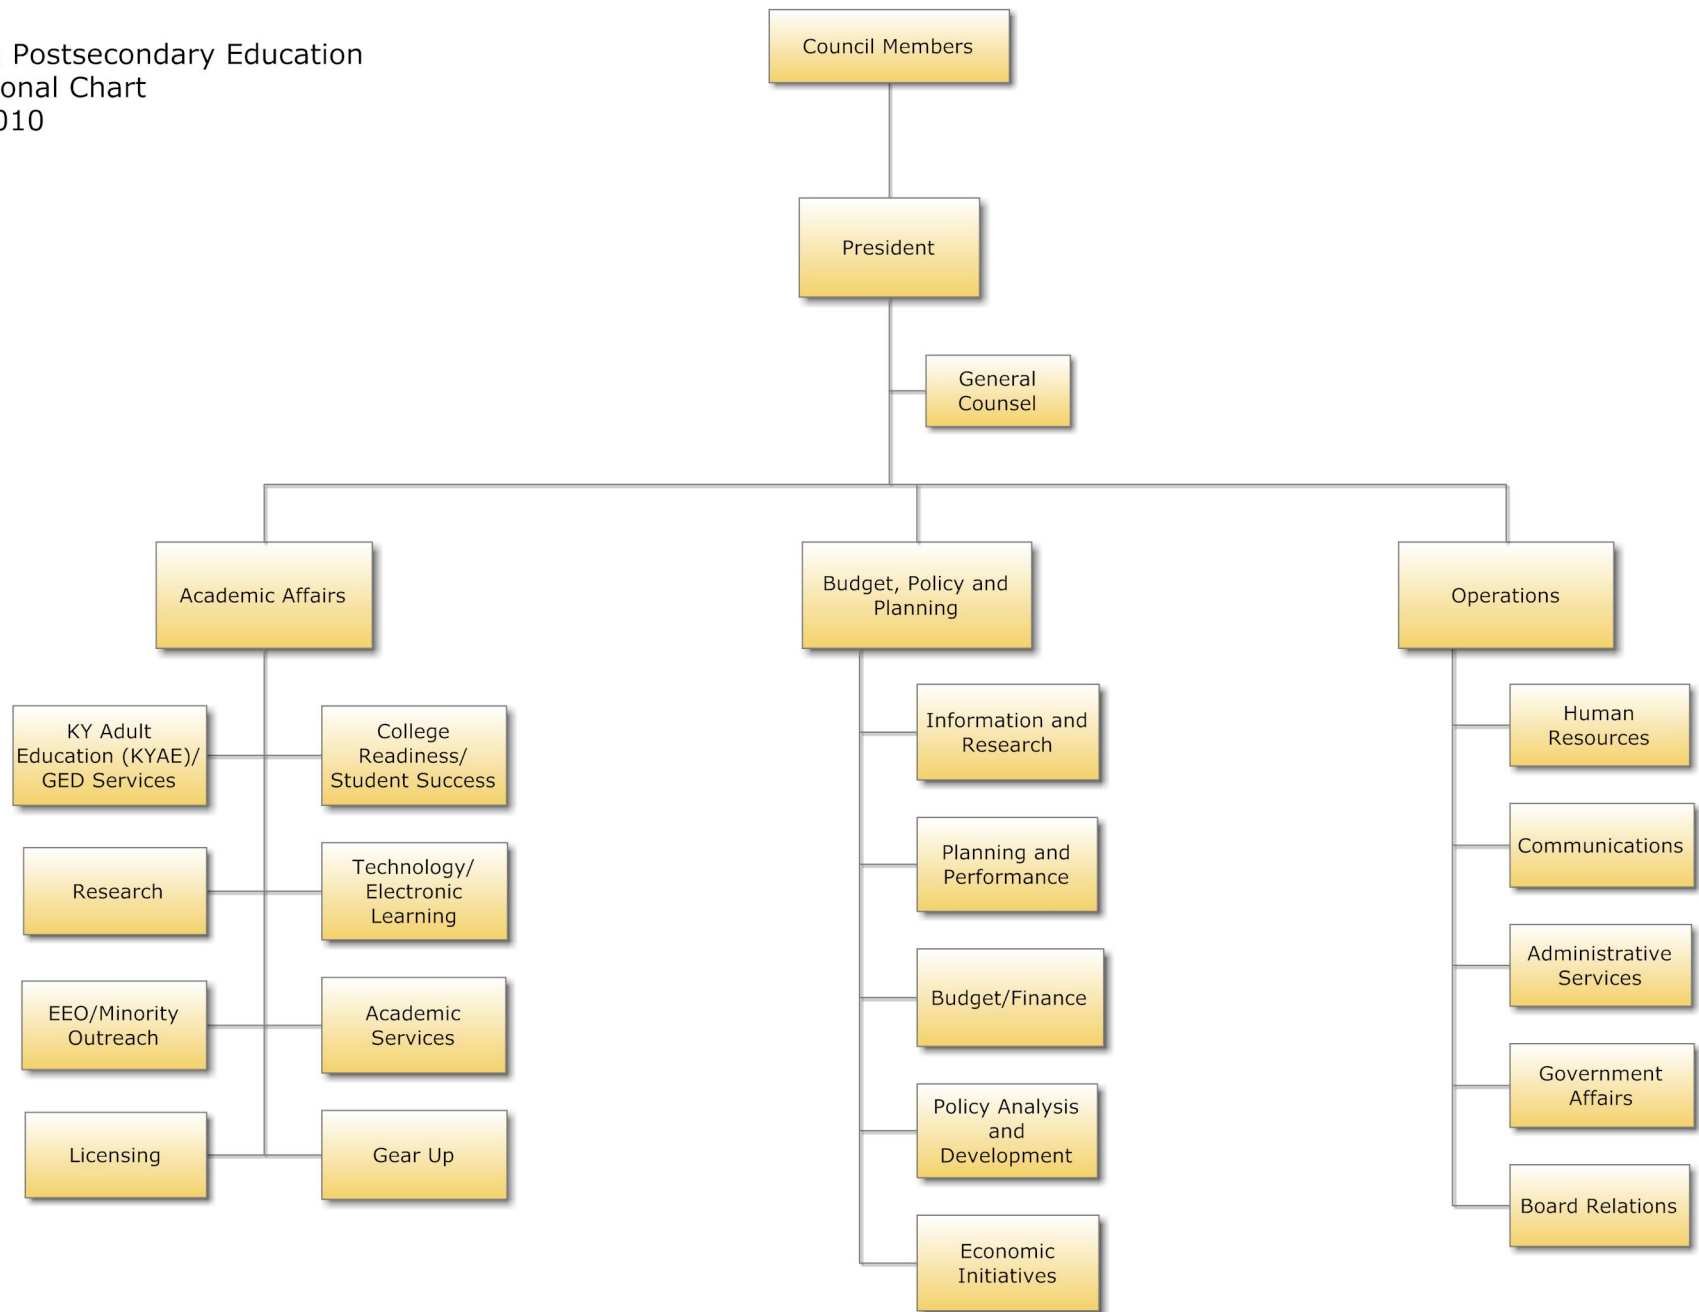 Postsecondary Education
onal Chart
010
Council Members
President
General
Counsel
Academic Affairs
Budget, Policy and
Planning
Operations
KY Adult
Education (KYAE)/
GED Services
College
Readiness/
Student Success
Research
Technology/
Electronic
Learning
EEO/Minority
Outreach
Academic
Services
Licensing
Gear Up
Information and
Research
Planning and
Performance
Budget/Finance
Policy Analysis
and
Development
Economic
Initiatives
Human
Resources
Communications
Administrative
Services
Government
Affairs
Board Relations